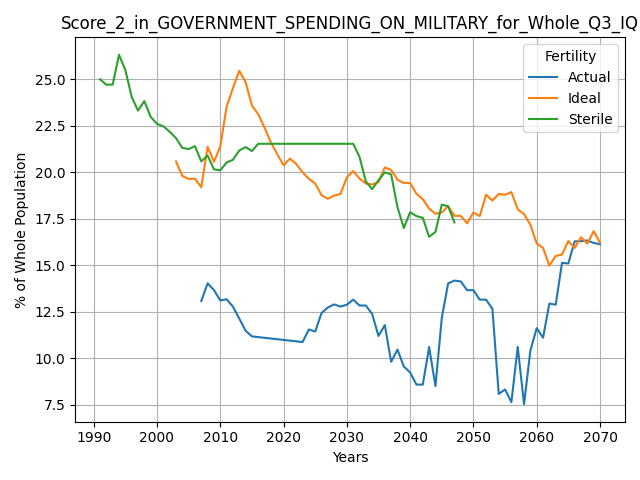 Score_2_in_GOVERNMENT_SPENDING_ON_MILITARY_for_Whole_Q3_IQ
Fertility
Actual
Ideal
Sterile
% of Whole Population
25.0
22.5
20.0
17.5
15.0
12.5
10.0
7.5
1990 2000 2010 2020 2030 2040 2050 2060 2070
Years